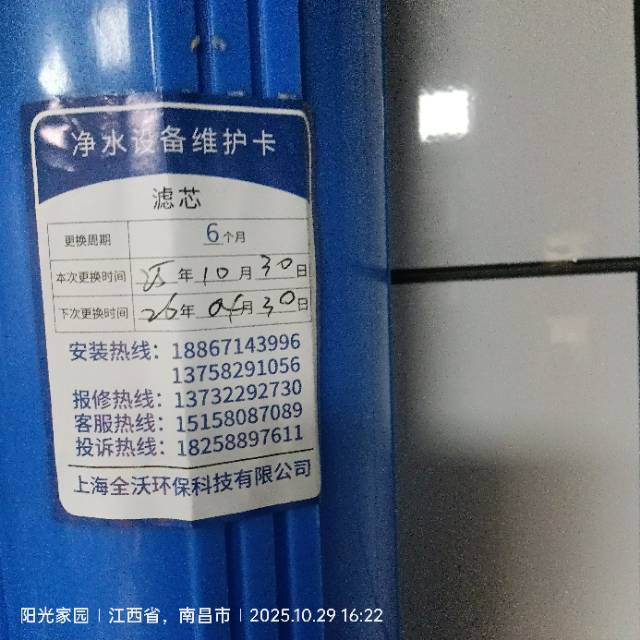 净水设备维护卡
滤芯
更换周期 6个月
本次更换时间 25年10月30日
下次更换时间 26年04月30日
安装热线：18867143996
13758291056
报修热线：13732292730
客服热线：15158087089
投诉热线：18258897611
上海全沃环保科技有限公司
阳光家园 | 江西省，南昌市 | 2025.10.29 16:22